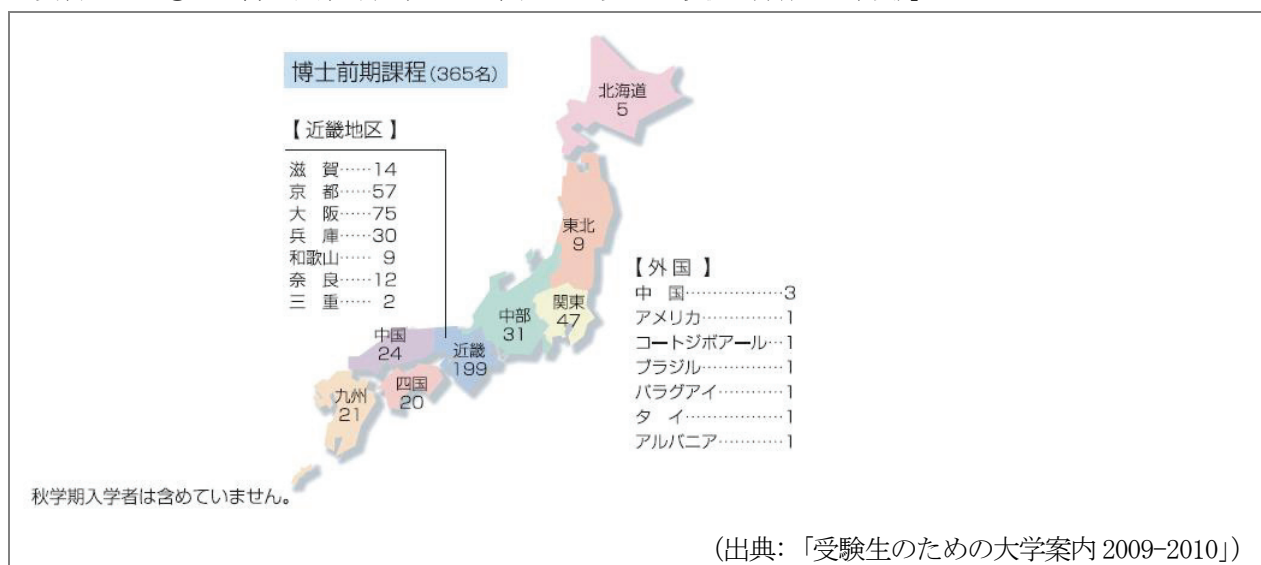 博士前期課程(365名)
【近畿地区】
滋　賀……14
京　都……57
大　阪……75
兵　庫……30
和歌山…… 9
奈　良……12
三　重…… 2
北海道
5
東北
9
関東
47
中部
31
近畿
199
中国
24
四国
20
九州
21
【外国】
中　国………………3
アメリカ……………1
コートジボアール…1
ブラジル……………1
パラグアイ…………1
タ　イ………………1
アルバニア…………1
秋学期入学者は含めていません。
(出典:「受験生のための大学案内 2009-2010」)